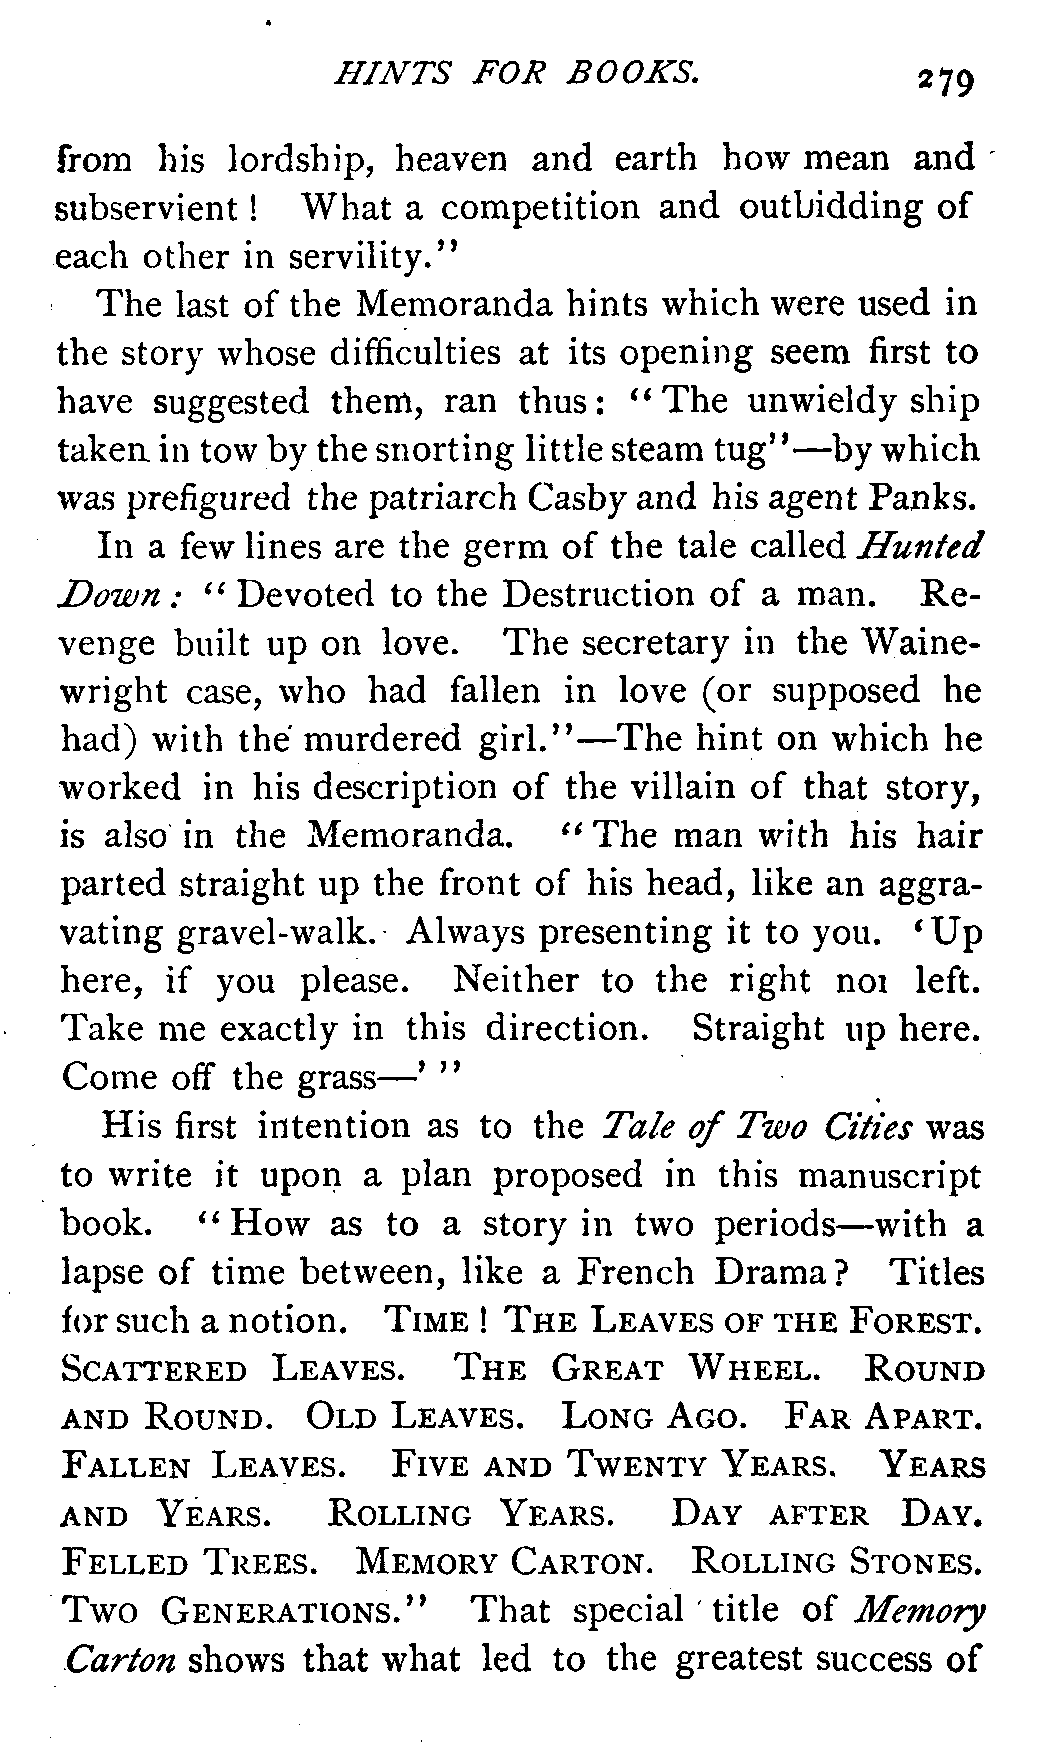 HINTS FOR BOOKS. 279
from his lordship, heaven and earth how mean and
subservient! What a competition and outbidding of
each other in servility."
The last of the Memoranda hints which were used in
the story whose difficulties at its opening seem first to
have suggested them, ran thus: "The unwieldy ship
taken in tow by the snorting little steam tug"—by which
was prefigured the patriarch Casby and his agent Panks.
In a few lines are the germ of the tale called Hunted
Down: "Devoted to the Destruction of a man. Re-
venge built up on love. The secretary in the Waine-
wright case, who had fallen in love (or supposed he
had) with the murdered girl."—The hint on which he
worked in his description of the villain of that story,
is also in the Memoranda. "The man with his hair
parted straight up the front of his head, like an aggra-
vating gravel-walk. Always presenting it to you. 'Up
here, if you please. Neither to the right nor left.
Take me exactly in this direction. Straight up here.
Come off the grass—' "
His first intention as to the Tale of Two Cities was
to write it upon a plan proposed in this manuscript
book. "How as to a story in two periods—with a
lapse of time between, like a French Drama? Titles
for such a notion. TIME! THE LEAVES OF THE FOREST.
SCATTERED LEAVES. THE GREAT WHEEL. ROUND
AND ROUND. OLD LEAVES. LONG AGO. FAR APART.
FALLEN LEAVES. FIVE AND TWENTY YEARS. YEARS
AND YEARS. ROLLING YEARS. DAY AFTER DAY.
FELLED TREES. MEMORY CARTON. ROLLING STONES.
TWO GENERATIONS." That special title of Memory
Carton shows that what led to the greatest success of